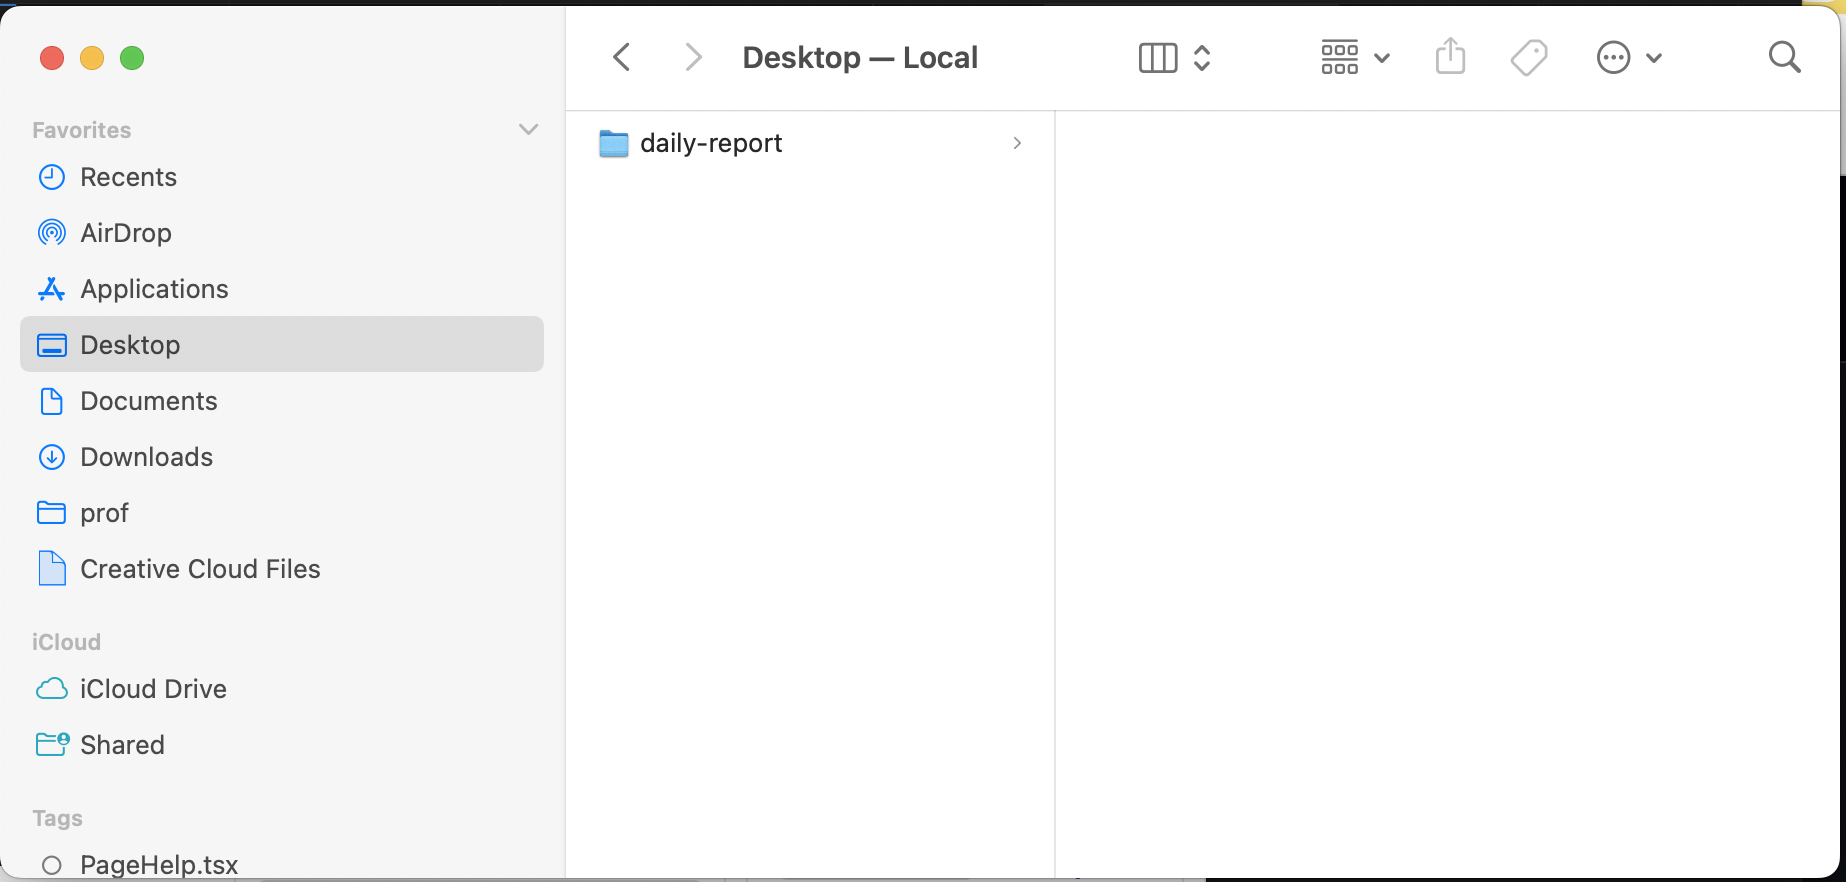 Desktop — Local
Favorites
Recents
AirDrop
Applications
Desktop
Documents
Downloads
prof
Creative Cloud Files
iCloud
iCloud Drive
Shared
Tags
PageHelp.tsx
daily-report